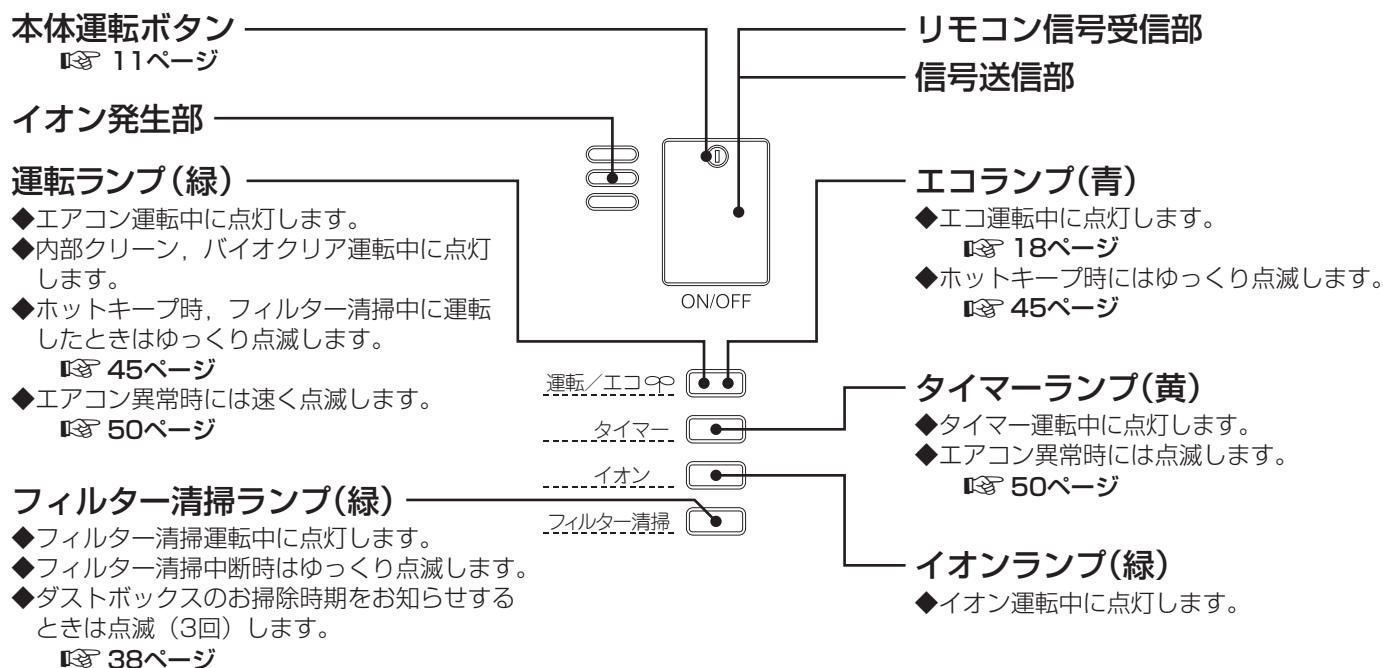 本体運転ボタン
☞ 11ページ
イオン発生部
運転ランプ（緑）
◆エアコン運転中に点灯します。
◆内部クリーン，バイオクリア運転中に点灯
します。
◆ホットキープ時，フィルター清掃中に運転
したときはゆっくり点滅します。
☞ 45ページ
◆エアコン異常時には速く点滅します。
☞ 50ページ
フィルター清掃ランプ（緑）
◆フィルター清掃運転中に点灯します。
◆フィルター清掃中断時はゆっくり点滅します。
◆ダストボックスのお掃除時期をお知らせする
ときは点滅（3回）します。
☞ 38ページ
ON/OFF
運転／エコ
タイマー
イオン
フィルター清掃
リモコン信号受信部
信号送信部
エコランプ（青）
◆エコ運転中に点灯します。
☞ 18ページ
◆ホットキープ時にはゆっくり点滅します。
☞ 45ページ
タイマーランプ（黄）
◆タイマー運転中に点灯します。
◆エアコン異常時には点滅します。
☞ 50ページ
イオンランプ（緑）
◆イオン運転中に点灯します。